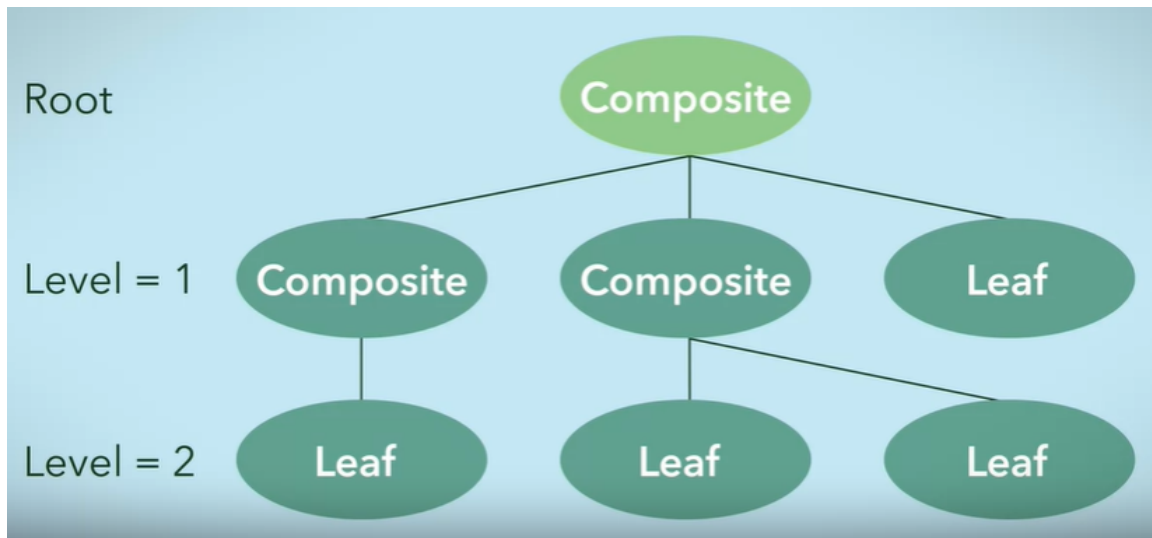 Root
Composite
Level = 1
Composite
Composite
Leaf
Level = 2
Leaf
Leaf
Leaf